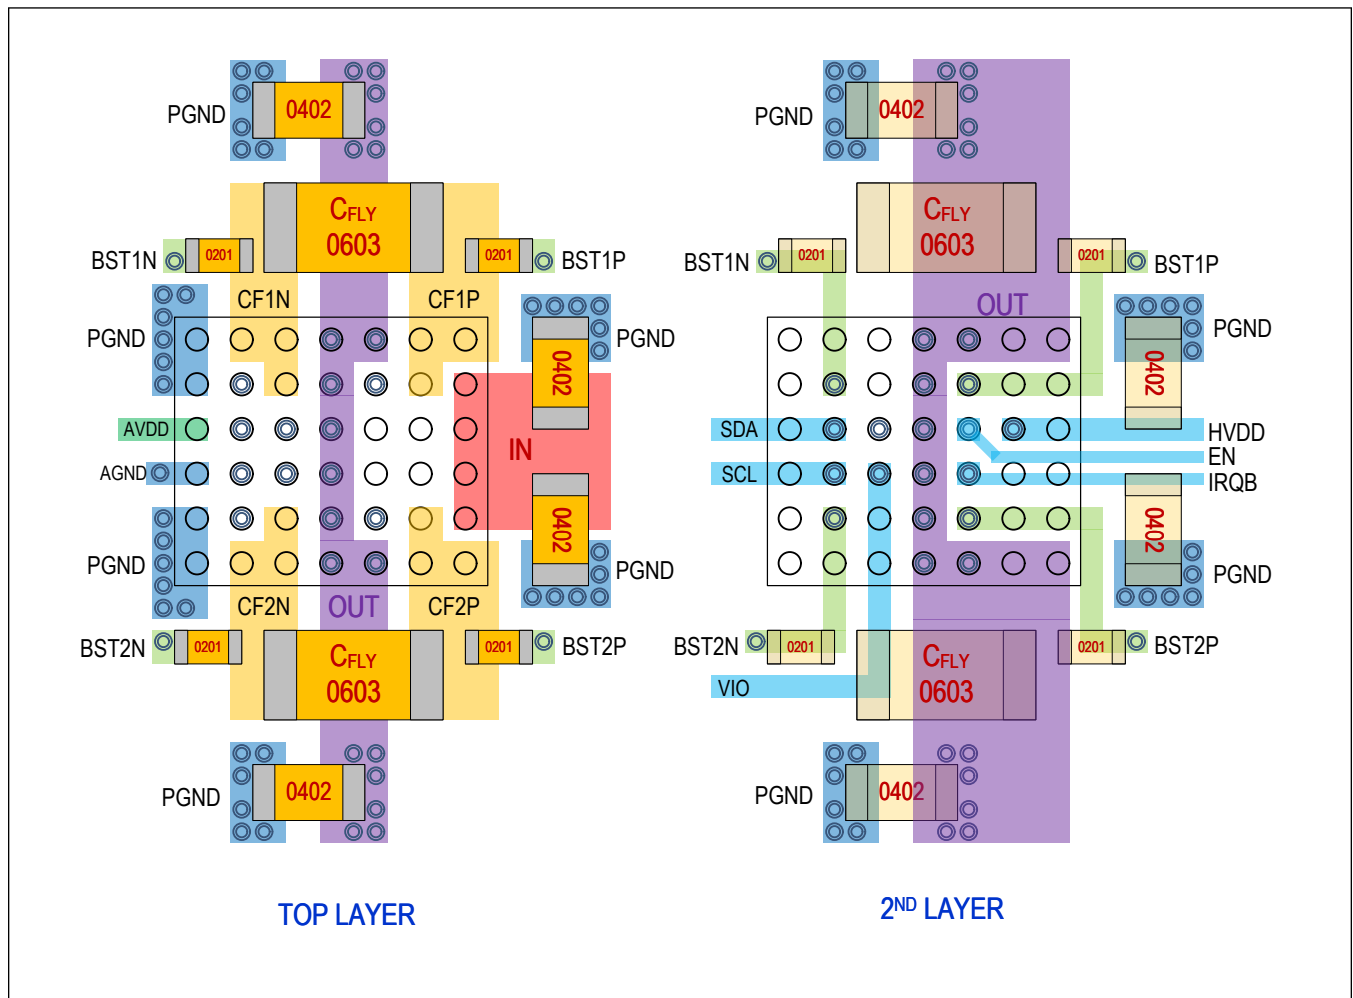 0402
PGND
CFLY
0603
BST1N
0201
0201
BST1P
CF1N
CF1P
PGND
PGND
0402
AVDD
IN
AGND
0402
PGND
PGND
CF2N
OUT
CF2P
BST2N
0201
0201
BST2P
CFLY
0603
0402
PGND
TOP LAYER
0402
PGND
CFLY
0603
BST1N
0201
0201
BST1P
OUT
PGND
0402
SDA
HVDD
EN
SCL
IRQB
0402
PGND
BST2N
0201
0201
BST2P
CFLY
0603
VIO
0402
PGND
2ND LAYER